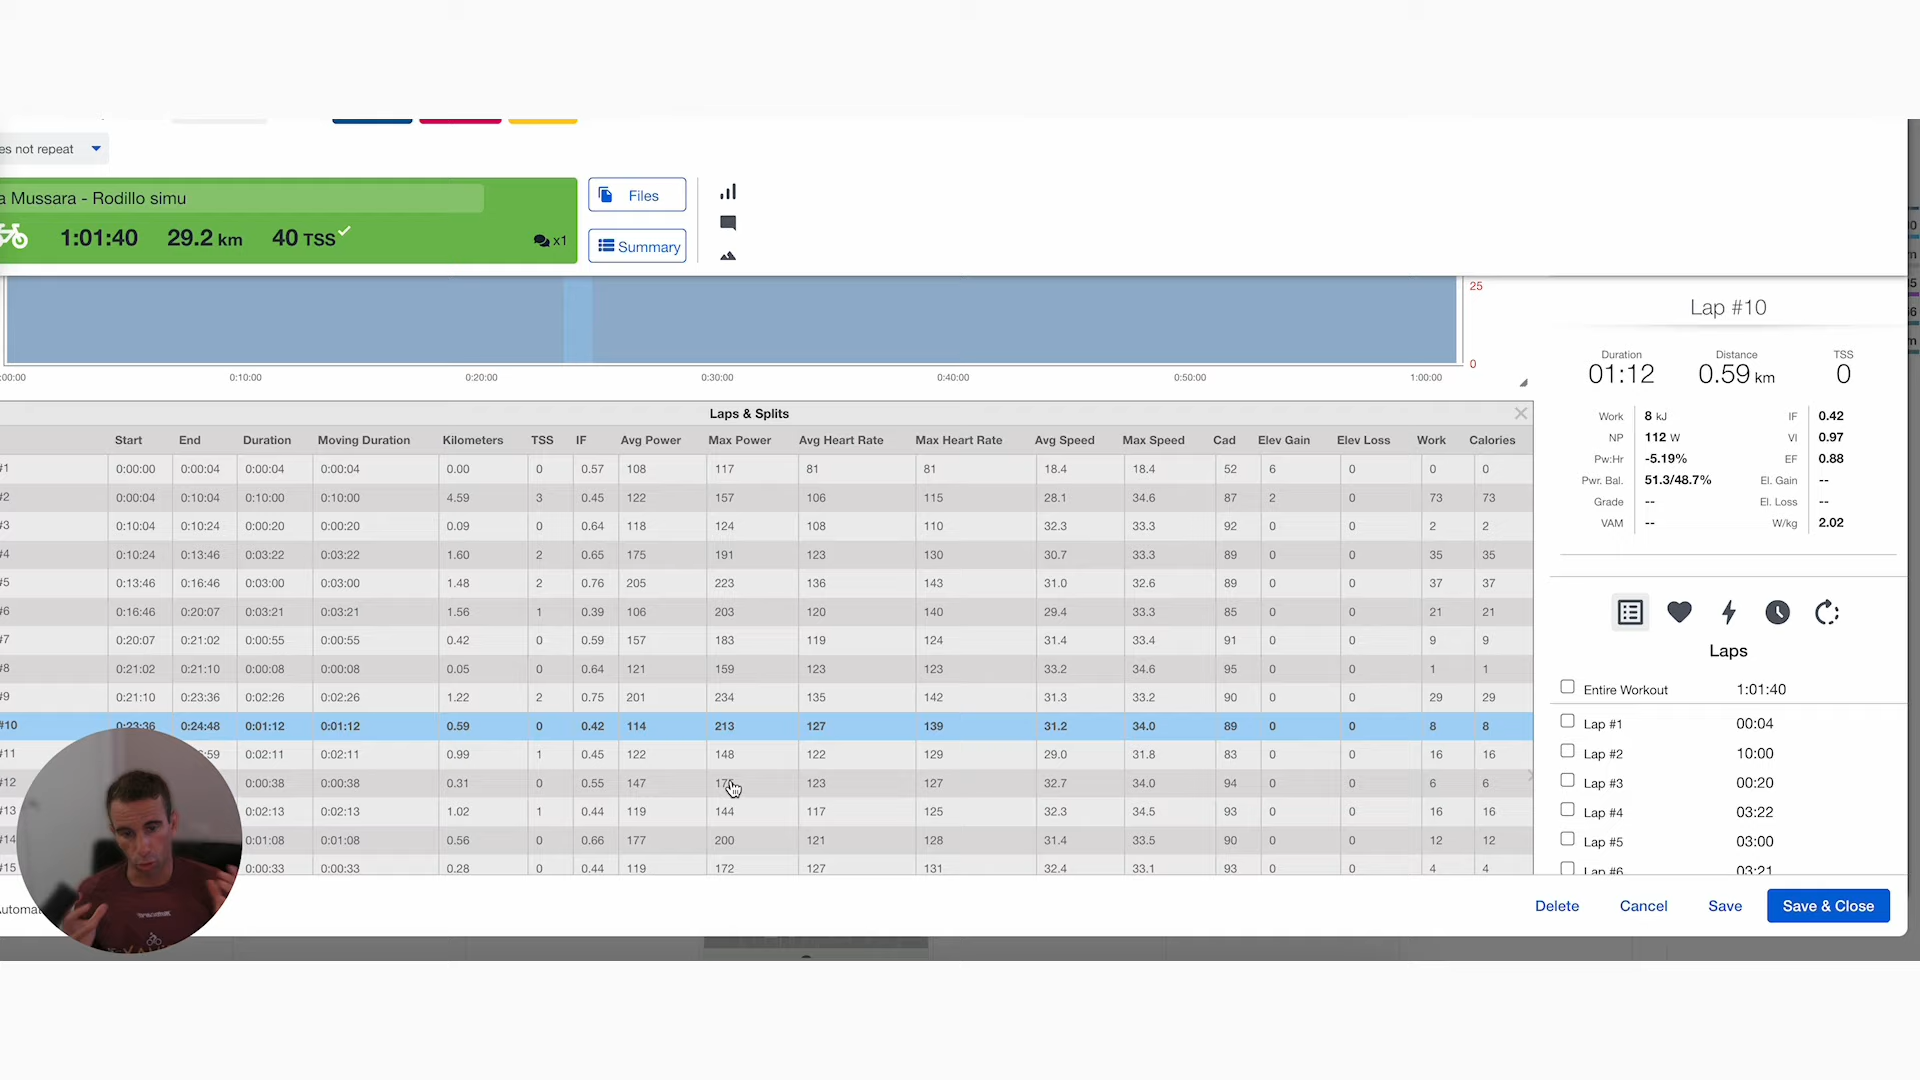 es not repeat
a Mussara - Rodillo simu
1:01:40 29.2 km 40 TSS x1
Files
Summary
25
0
:00:00 0:10:00 0:20:00 0:30:00 0:40:00 0:50:00 1:00:00
Laps & Splits
Start End Duration Moving Duration Kilometers TSS IF Avg Power Max Power Avg Heart Rate Max Heart Rate Avg Speed Max Speed Cad Elev Gain Elev Loss Work Calories
#1 0:00:00 0:00:04 0:00:04 0:00:04 0.00 0 0.57 108 117 81 81 18.4 18.4 52 6 0 0 0
#2 0:00:04 0:10:04 0:10:00 0:10:00 4.59 3 0.45 122 157 106 115 28.1 34.6 87 2 0 73 73
#3 0:10:04 0:10:24 0:00:20 0:00:20 0.09 0 0.64 118 124 108 110 32.3 33.3 92 0 0 2 2
#4 0:10:24 0:13:46 0:03:22 0:03:22 1.60 2 0.65 175 191 123 130 30.7 33.3 89 0 0 35 35
#5 0:13:46 0:16:46 0:03:00 0:03:00 1.48 2 0.76 205 223 136 143 31.0 32.6 89 0 0 37 37
#6 0:16:46 0:20:07 0:03:21 0:03:21 1.56 1 0.39 106 203 120 140 29.4 33.3 85 0 0 21 21
#7 0:20:07 0:21:02 0:00:55 0:00:55 0.42 0 0.59 157 183 119 124 31.4 33.4 91 0 0 9 9
#8 0:21:02 0:21:10 0:00:08 0:00:08 0.05 0 0.64 121 159 123 123 33.2 34.6 95 0 0 1 1
#9 0:21:10 0:23:36 0:02:26 0:02:26 1.22 2 0.75 201 234 135 142 31.3 33.2 90 0 0 29 29
#10 0:23:36 0:24:48 0:01:12 0:01:12 0.59 0 0.42 114 213 127 139 31.2 34.0 89 0 0 8 8
#11 :59 0:02:11 0:02:11 0.99 1 0.45 122 148 122 129 29.0 31.8 83 0 0 16 16
#12 0:00:38 0:00:38 0.31 0 0.55 147 123 127 32.7 34.0 94 0 0 6 6
#13 0:02:13 0:02:13 1.02 1 0.44 119 144 117 125 32.3 34.5 93 0 0 16 16
#14 0:01:08 0:01:08 0.56 0 0.66 177 200 121 128 31.4 33.5 90 0 0 12 12
#15 0:00:33 0:00:33 0.28 0 0.44 119 172 127 131 32.4 33.1 93 0 0 4 4
Lap #10
Duration Distance TSS
01:12 0.59 km 0
Work 8 kJ IF 0.42
NP 112 W VI 0.97
Pw:Hr -5.19% EF 0.88
Pwr. Bal. 51.3/48.7% El. Gain --
Grade -- El. Loss --
VAM -- W/kg 2.02
Laps
Entire Workout 1:01:40
Lap #1 00:04
Lap #2 10:00
Lap #3 00:20
Lap #4 03:22
Lap #5 03:00
Lap #6 03:21
Delete Cancel Save Save & Close